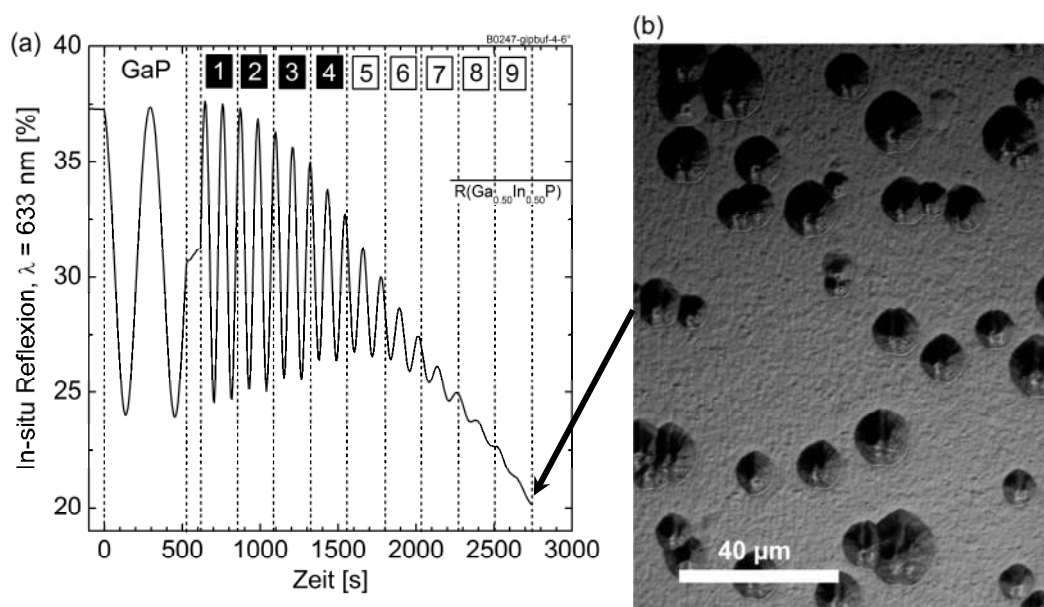 (a)
B0247-gipbuf-4-6°
GaP 1 2 3 4 5 6 7 8 9
R(Ga0.50In0.50P)
In-situ Reflexion, λ = 633 nm [%]
40
35
30
25
20
0 500 1000 1500 2000 2500 3000
Zeit [s]
(b)
40 µm